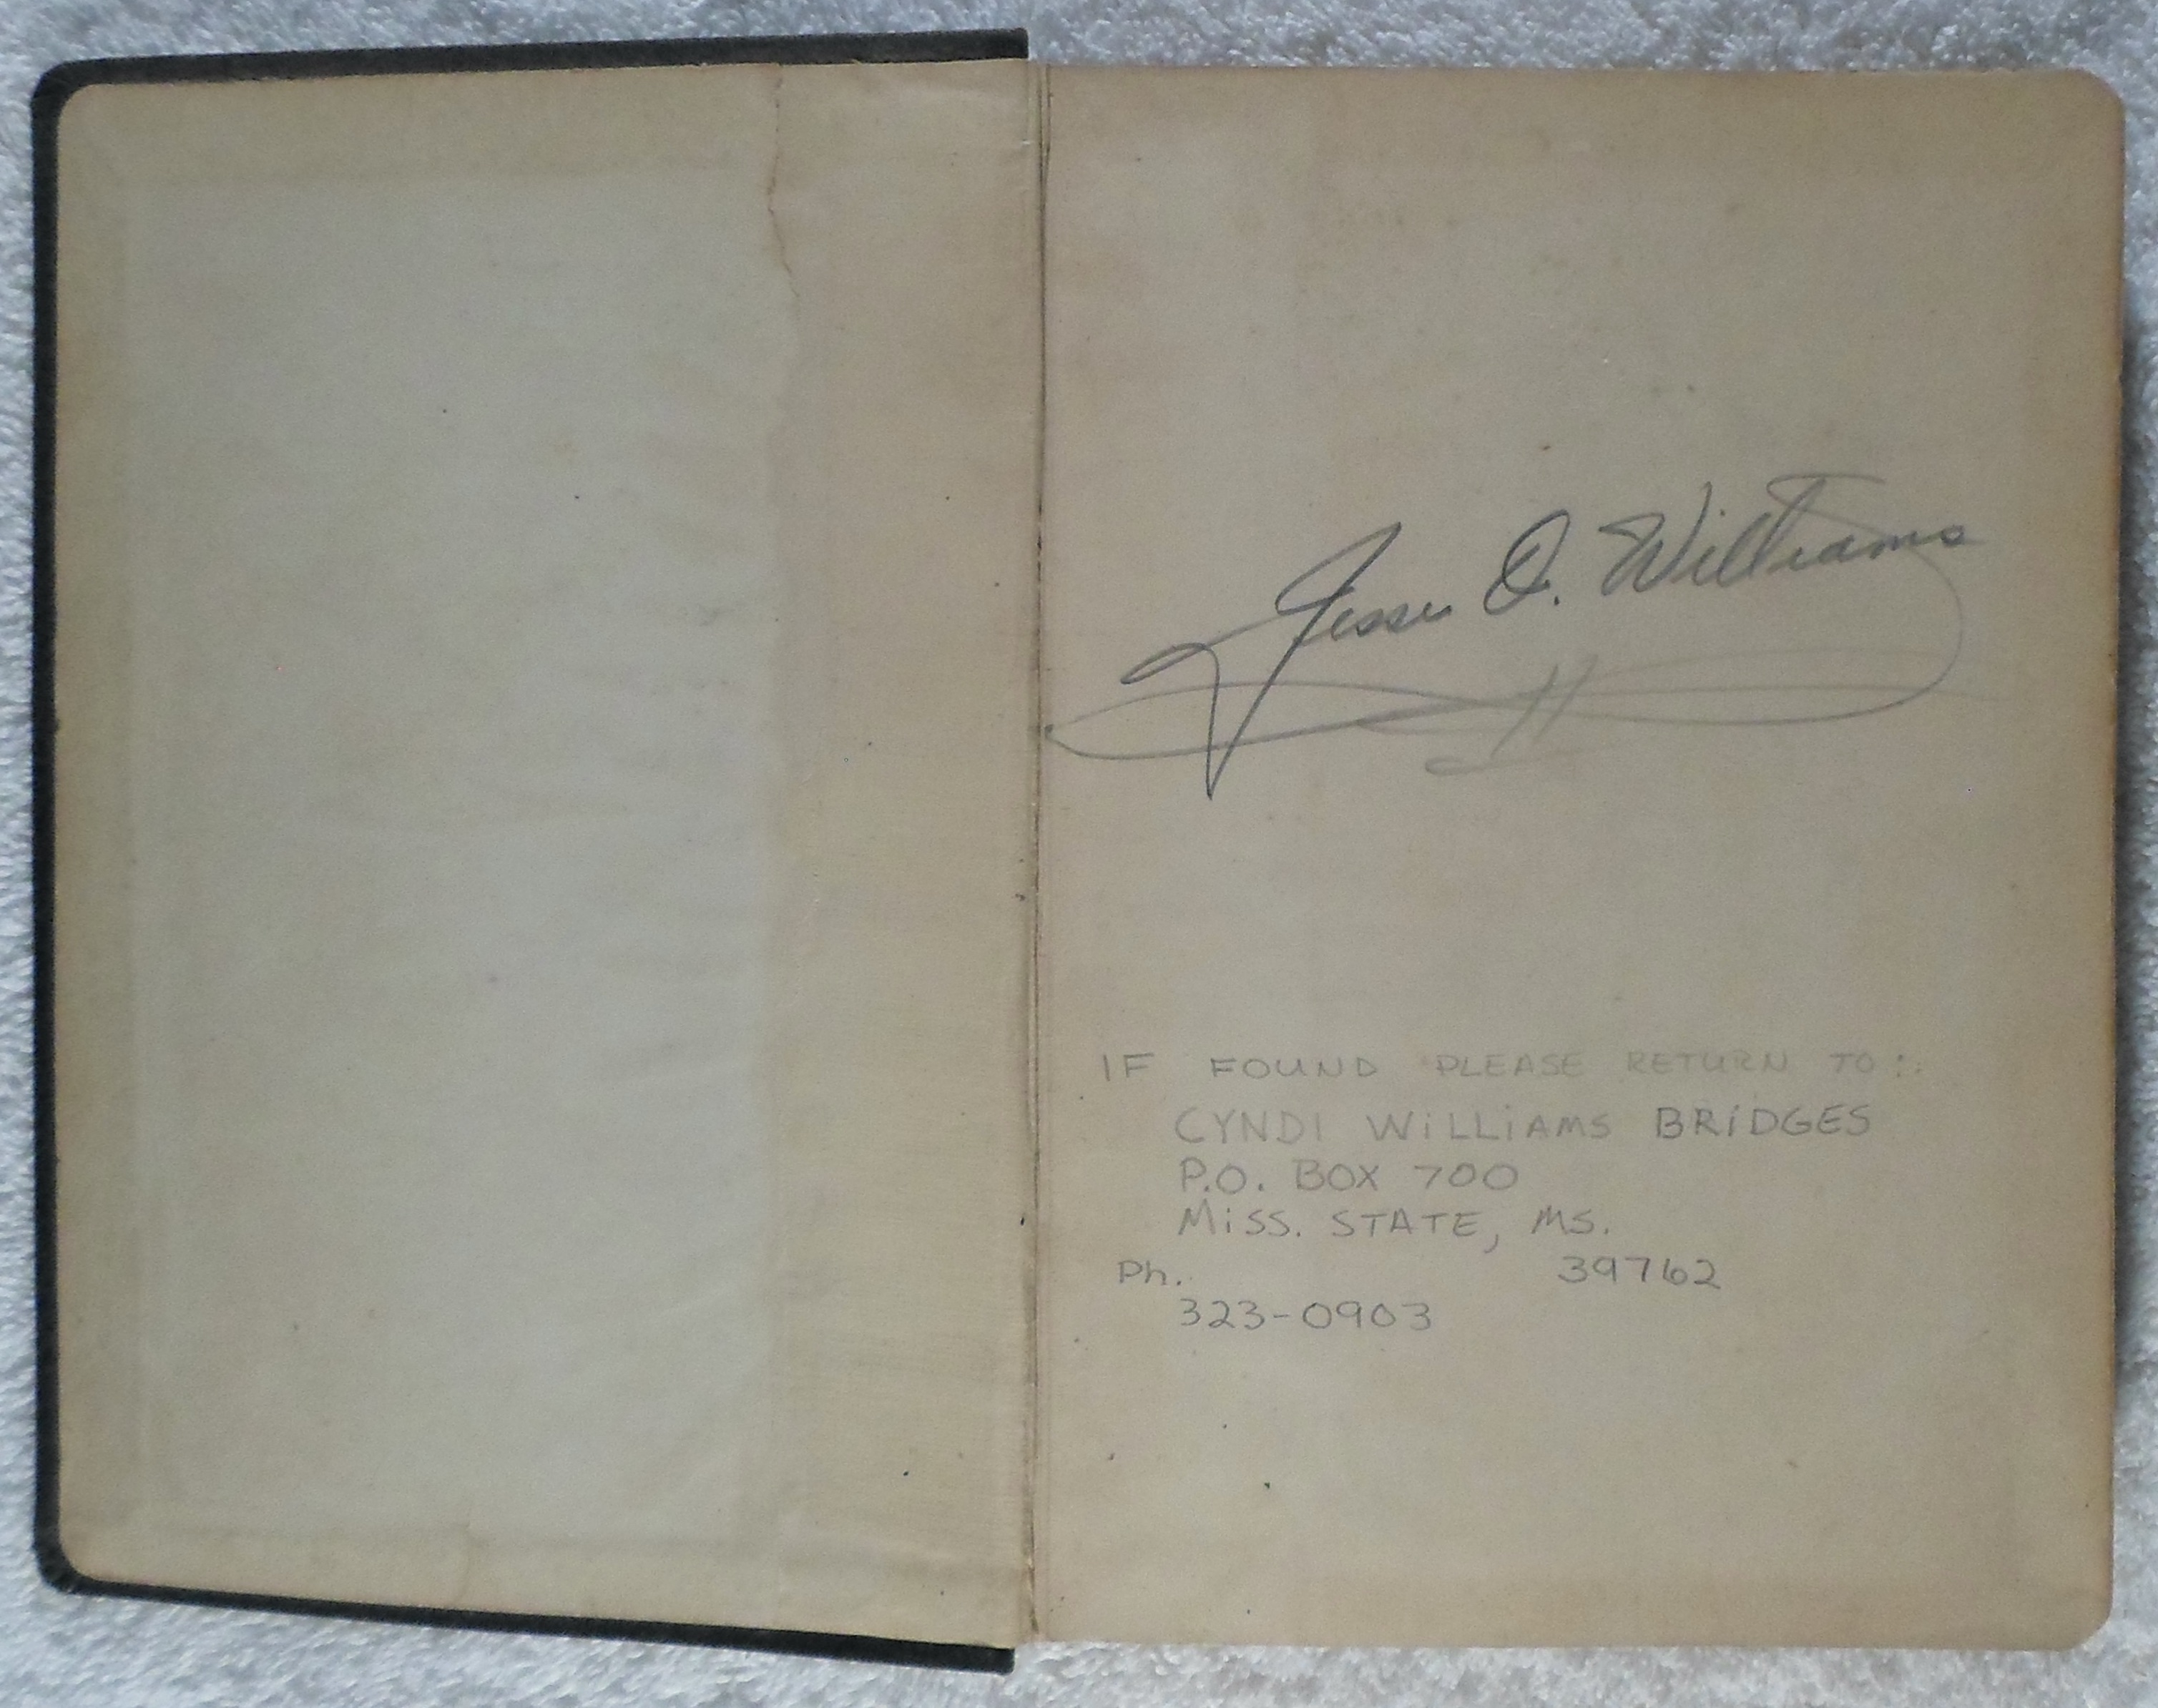 Jesse O. Williams
IF FOUND PLEASE RETURN TO:
CYNDI WILLIAMS BRIDGES
P.O. BOX 700
MISS. STATE, MS.
Ph. 39762
323-0903